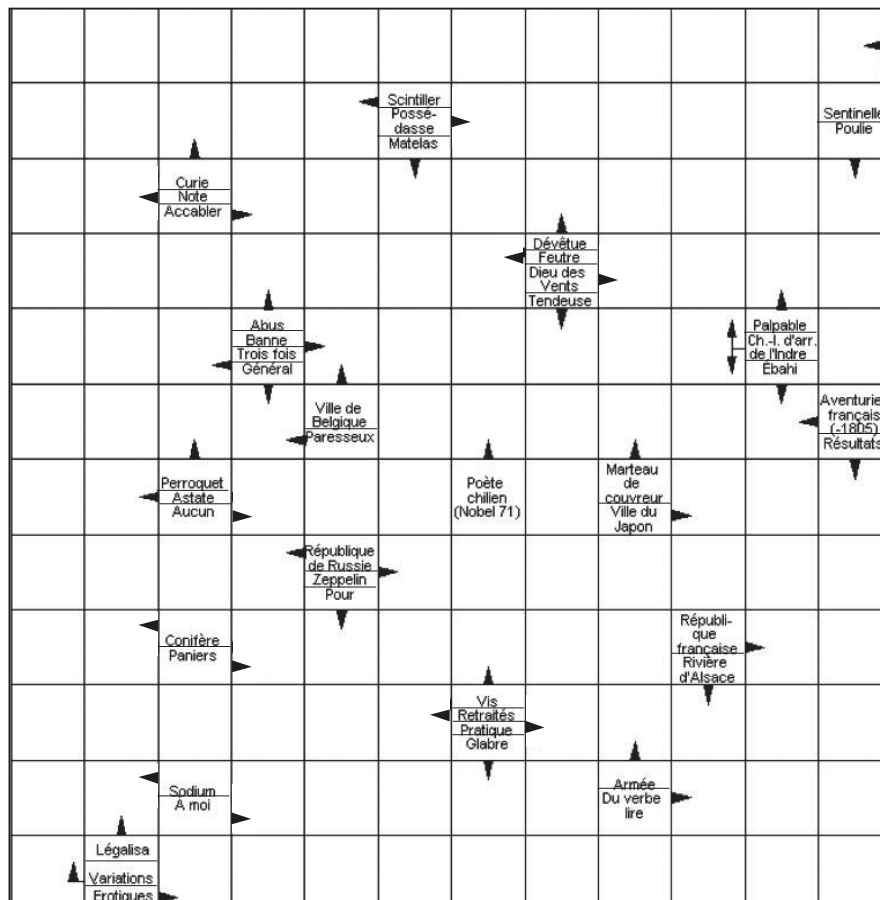 Scintiller
Possé-
dasse
Matelas
Sentinelle
Poulie
Curie
Note
Accabler
Dévêtue
Feutre
Dieu des
Vents
Tendeuse
Abus
Banne
Trois fois
Général
Palpable
Ch.-l. d'arr.
de l'Indre
Ébahi
Ville de
Belgique
Paresseux
Aventurie
français
(-1805)
Résultats
Perroquet
Astate
Aucun
Poète
chilien
(Nobel 71)
Marteau
de
couvreur
Ville du
Japon
République
de Russie
Zeppelin
Pour
Conifère
Paniers
Républi-
que
française
Rivière
d'Alsace
Vis
Retraités
Pratique
Glabre
Sodium
A moi
Armée
Du verbe
lire
Légalisa
Variations
Erotiques